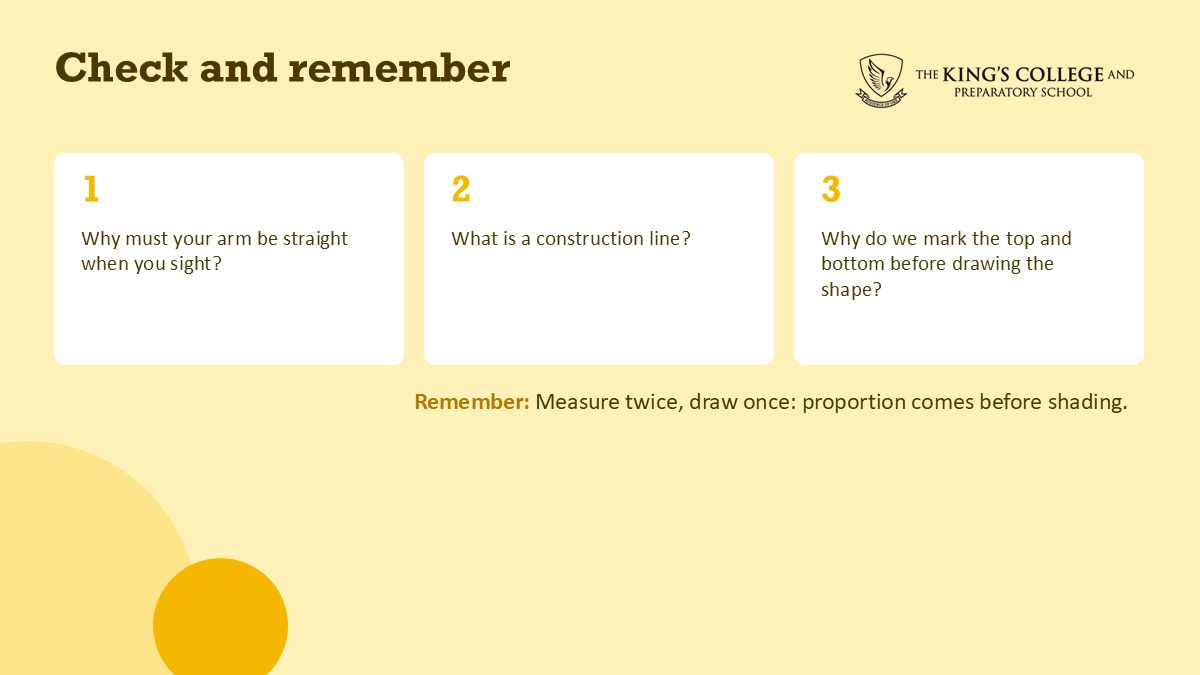 Check and remember
THE KING'S COLLEGE AND
PREPARATORY SCHOOL
1
Why must your arm be straight
when you sight?
2
What is a construction line?
3
Why do we mark the top and
bottom before drawing the
shape?
Remember: Measure twice, draw once: proportion comes before shading.